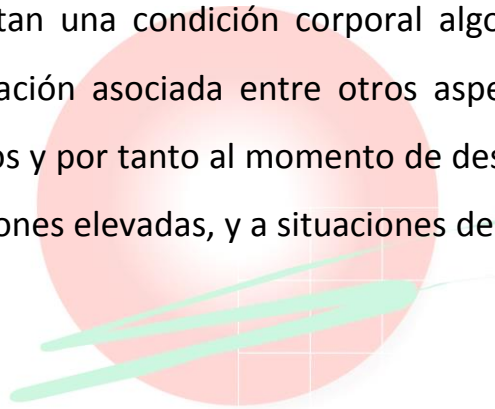 tan una condición corporal algo
ación asociada entre otros aspe
os y por tanto al momento de des
ones elevadas, y a situaciones de